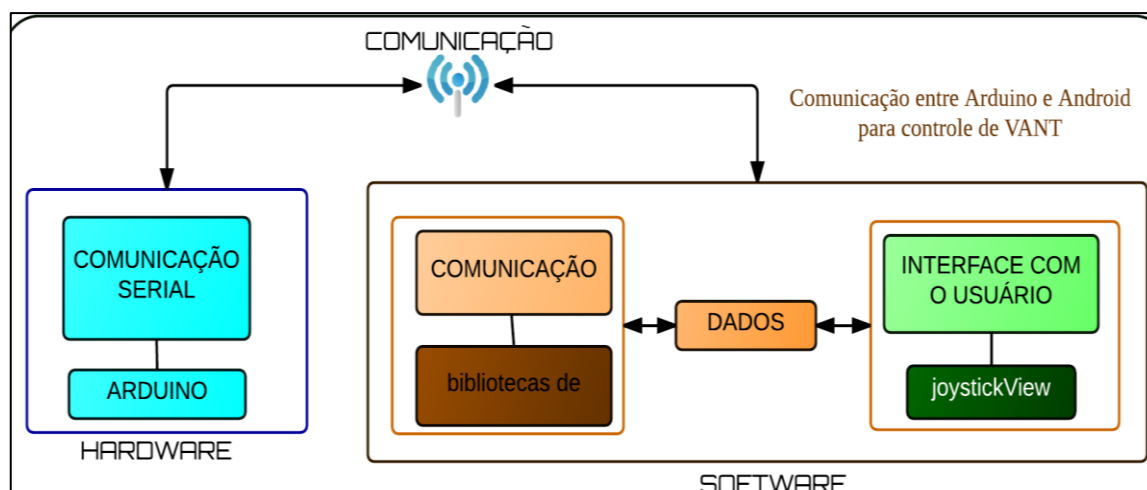 COMUNICAÇÃO
Comunicação entre Arduino e Android
para controle de VANT
COMUNICAÇÃO
SERIAL
ARDUINO
HARDWARE
COMUNICAÇÃO
bibliotecas de
DADOS
INTERFACE COM
O USUÁRIO
joystickView
SOFTWARE